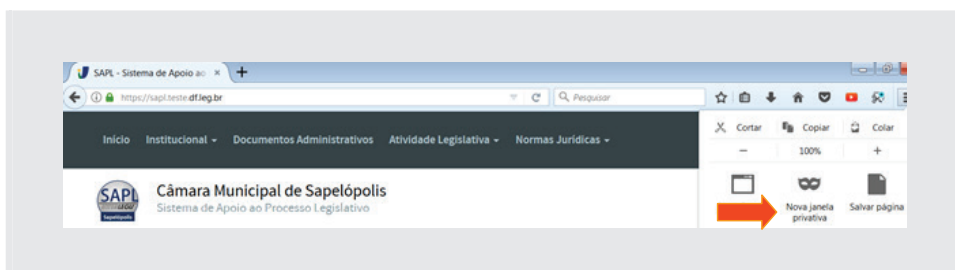 SAPL - Sistema de Apoio ao
https://sapl.teste.df.leg.br
Pesquisar
Início Institucional Documentos Administrativos Atividade Legislativa Normas Jurídicas
Cortar Copiar Colar
− 100% +
SAPL
Sapelópolis
Câmara Municipal de Sapelópolis
Sistema de Apoio ao Processo Legislativo
Nova janela
privativa
Salvar página